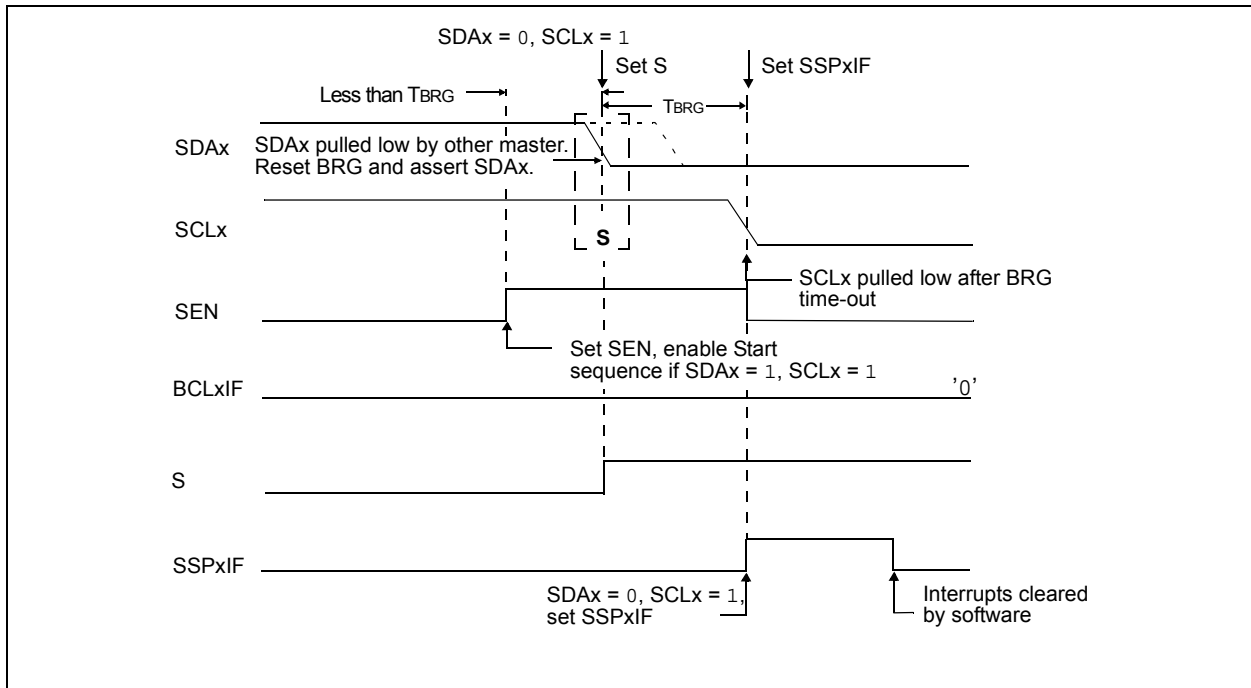 SDAx = 0, SCLx = 1
Set S
Set SSPxIF
Less than TBRG
TBRG
SDAx
SDAx pulled low by other master.
Reset BRG and assert SDAx.
SCLx
S
SCLx pulled low after BRG
time-out
SEN
Set SEN, enable Start
sequence if SDAx = 1, SCLx = 1
BCLxIF
'0'
S
SSPxIF
SDAx = 0, SCLx = 1,
set SSPxIF
Interrupts cleared
by software